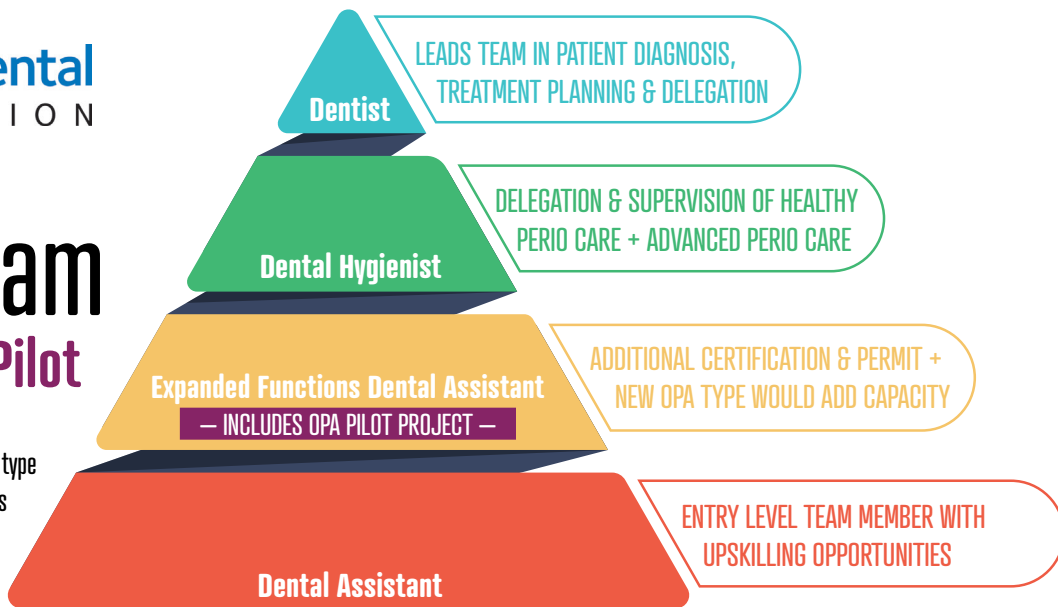 ental
ION
am
Pilot
type
s
Dentist
LEADS TEAM IN PATIENT DIAGNOSIS,
TREATMENT PLANNING & DELEGATION
Dental Hygienist
DELEGATION & SUPERVISION OF HEALTHY
PERIO CARE + ADVANCED PERIO CARE
Expanded Functions Dental Assistant
– INCLUDES OPA PILOT PROJECT –
ADDITIONAL CERTIFICATION & PERMIT +
NEW OPA TYPE WOULD ADD CAPACITY
Dental Assistant
ENTRY LEVEL TEAM MEMBER WITH
UPSKILLING OPPORTUNITIES